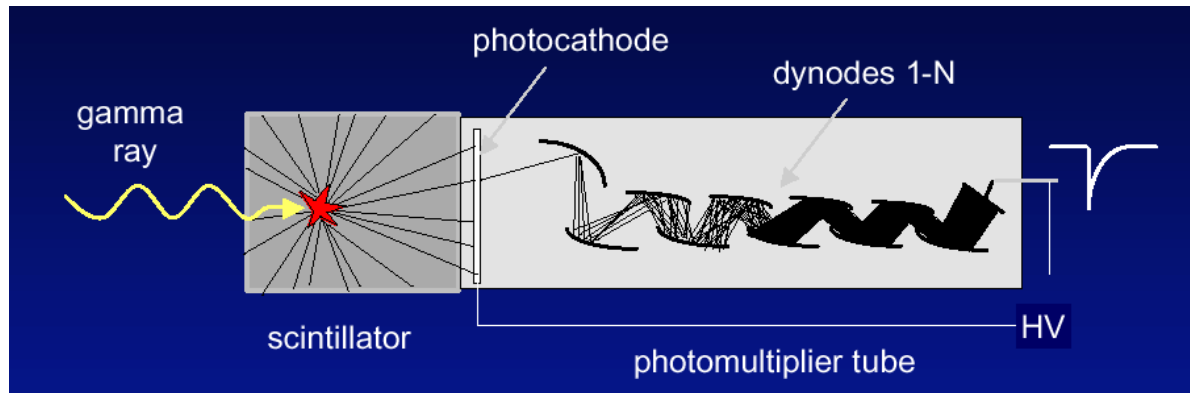 photocathode
dynodes 1-N
gamma
ray
scintillator
HV
photomultiplier tube